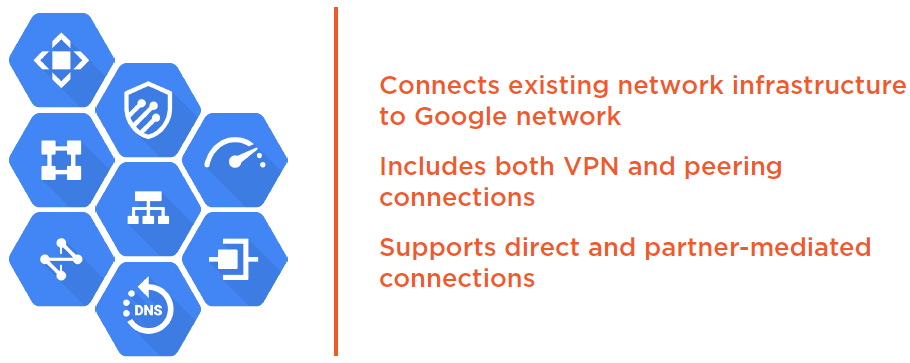 DNS
Connects existing network infrastructure
to Google network
Includes both VPN and peering
connections
Supports direct and partner-mediated
connections